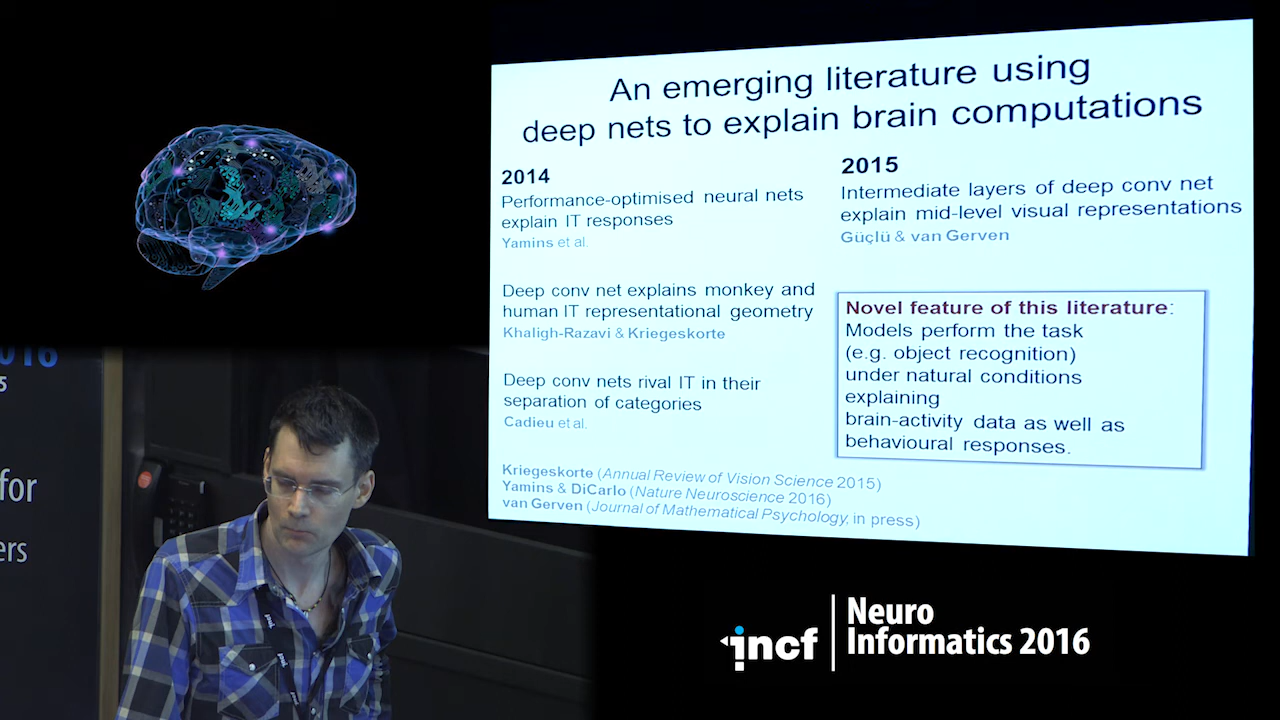 An emerging literature using
deep nets to explain brain computations
2014
Performance-optimised neural nets
explain IT responses
Yamins et al.
Deep conv net explains monkey and
human IT representational geometry
Khaligh-Razavi & Kriegeskorte
Deep conv nets rival IT in their
separation of categories
Cadieu et al.
2015
Intermediate layers of deep conv net
explain mid-level visual representations
Güçlü & van Gerven
Novel feature of this literature:
Models perform the task
(e.g. object recognition)
under natural conditions
explaining
brain-activity data as well as
behavioural responses.
Kriegeskorte (Annual Review of Vision Science 2015)
Yamins & DiCarlo (Nature Neuroscience 2016)
van Gerven (Journal of Mathematical Psychology, in press)
2016
5
for
ers
incf
incf
Neuro
Informatics 2016